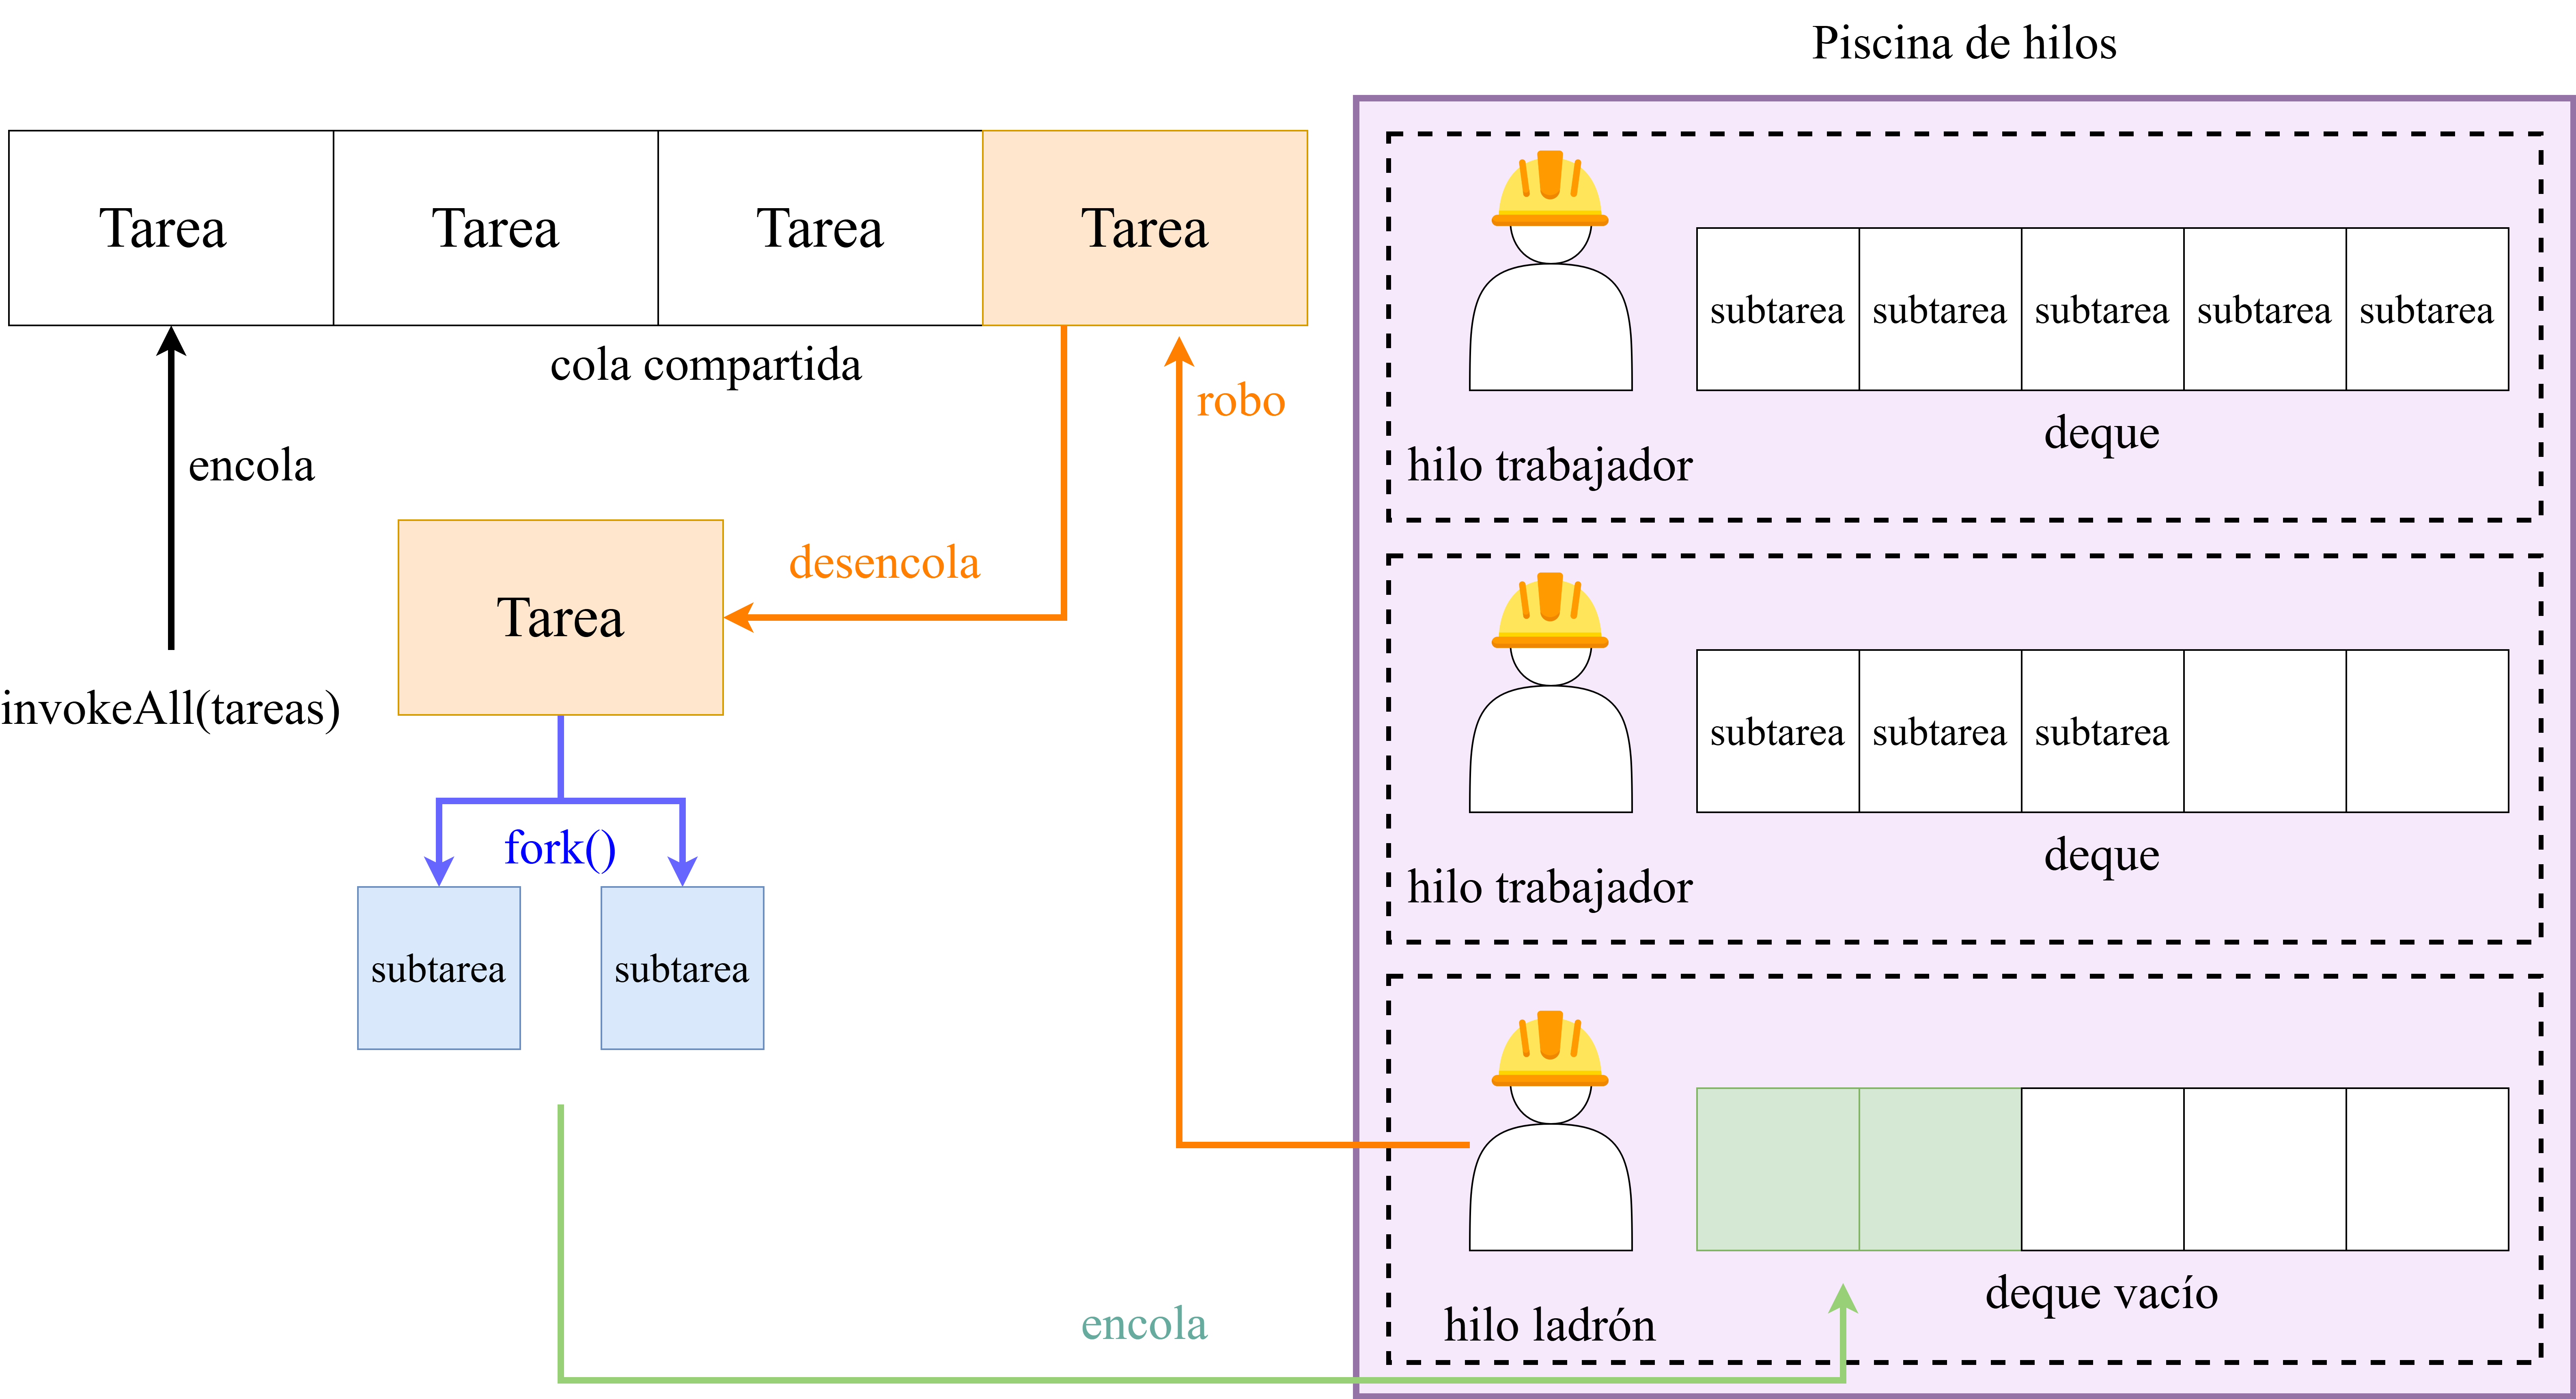 Piscina de hilos
Tarea Tarea Tarea Tarea
cola compartida
robo
encola
desencola
Tarea
invokeAll(tareas)
fork()
subtarea subtarea
encola
subtarea subtarea subtarea subtarea subtarea
deque
hilo trabajador
subtarea subtarea subtarea
deque
hilo trabajador
deque vacío
hilo ladrón